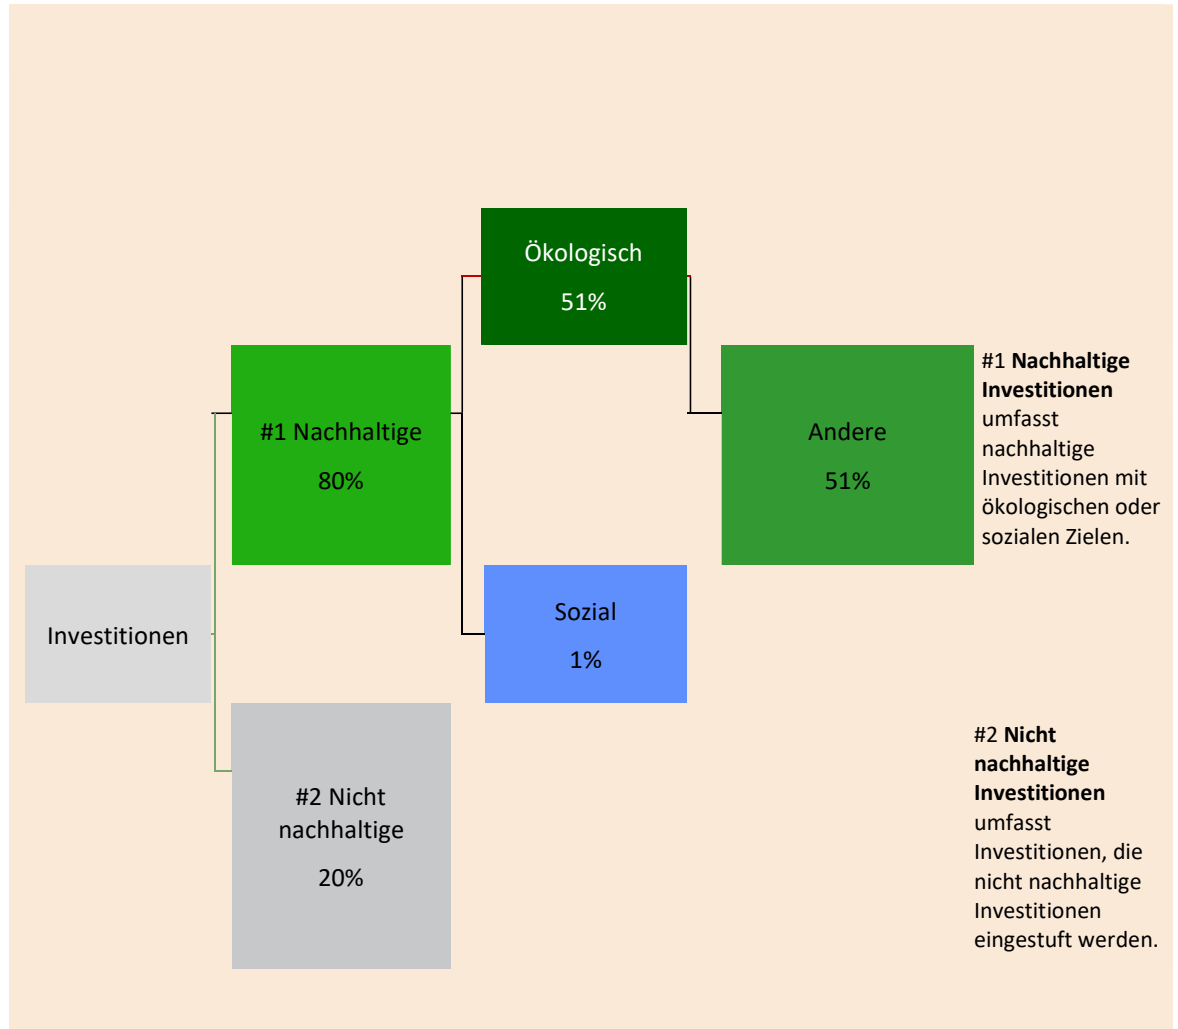 Ökologisch
51%
#1 Nachhaltige
80%
Andere
51%
#1 Nachhaltige
Investitionen
umfasst
nachhaltige
Investitionen mit
ökologischen oder
sozialen Zielen.
Investitionen
Sozial
1%
#2 Nicht
nachhaltige
20%
#2 Nicht
nachhaltige
Investitionen
umfasst
Investitionen, die
nicht nachhaltige
Investitionen
eingestuft werden.